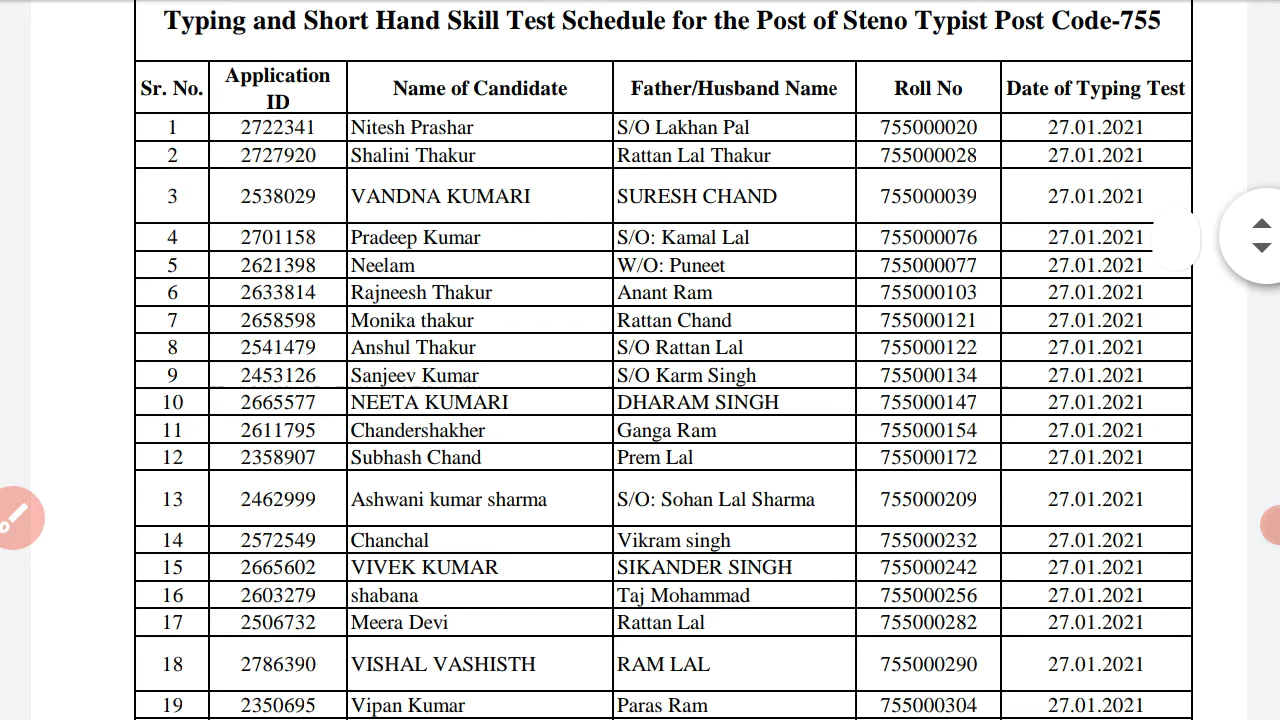 Typing and Short Hand Skill Test Schedule for the Post of Steno Typist Post Code-755
Sr. No. Application ID Name of Candidate Father/Husband Name Roll No Date of Typing Test
1 2722341 Nitesh Prashar S/O Lakhan Pal 755000020 27.01.2021
2 2727920 Shalini Thakur Rattan Lal Thakur 755000028 27.01.2021
3 2538029 VANDNA KUMARI SURESH CHAND 755000039 27.01.2021
4 2701158 Pradeep Kumar S/O: Kamal Lal 755000076 27.01.2021
5 2621398 Neelam W/O: Puneet 755000077 27.01.2021
6 2633814 Rajneesh Thakur Anant Ram 755000103 27.01.2021
7 2658598 Monika thakur Rattan Chand 755000121 27.01.2021
8 2541479 Anshul Thakur S/O Rattan Lal 755000122 27.01.2021
9 2453126 Sanjeev Kumar S/O Karm Singh 755000134 27.01.2021
10 2665577 NEETA KUMARI DHARAM SINGH 755000147 27.01.2021
11 2611795 Chandershakher Ganga Ram 755000154 27.01.2021
12 2358907 Subhash Chand Prem Lal 755000172 27.01.2021
13 2462999 Ashwani kumar sharma S/O: Sohan Lal Sharma 755000209 27.01.2021
14 2572549 Chanchal Vikram singh 755000232 27.01.2021
15 2665602 VIVEK KUMAR SIKANDER SINGH 755000242 27.01.2021
16 2603279 shabana Taj Mohammad 755000256 27.01.2021
17 2506732 Meera Devi Rattan Lal 755000282 27.01.2021
18 2786390 VISHAL VASHISTH RAM LAL 755000290 27.01.2021
19 2350695 Vipan Kumar Paras Ram 755000304 27.01.2021